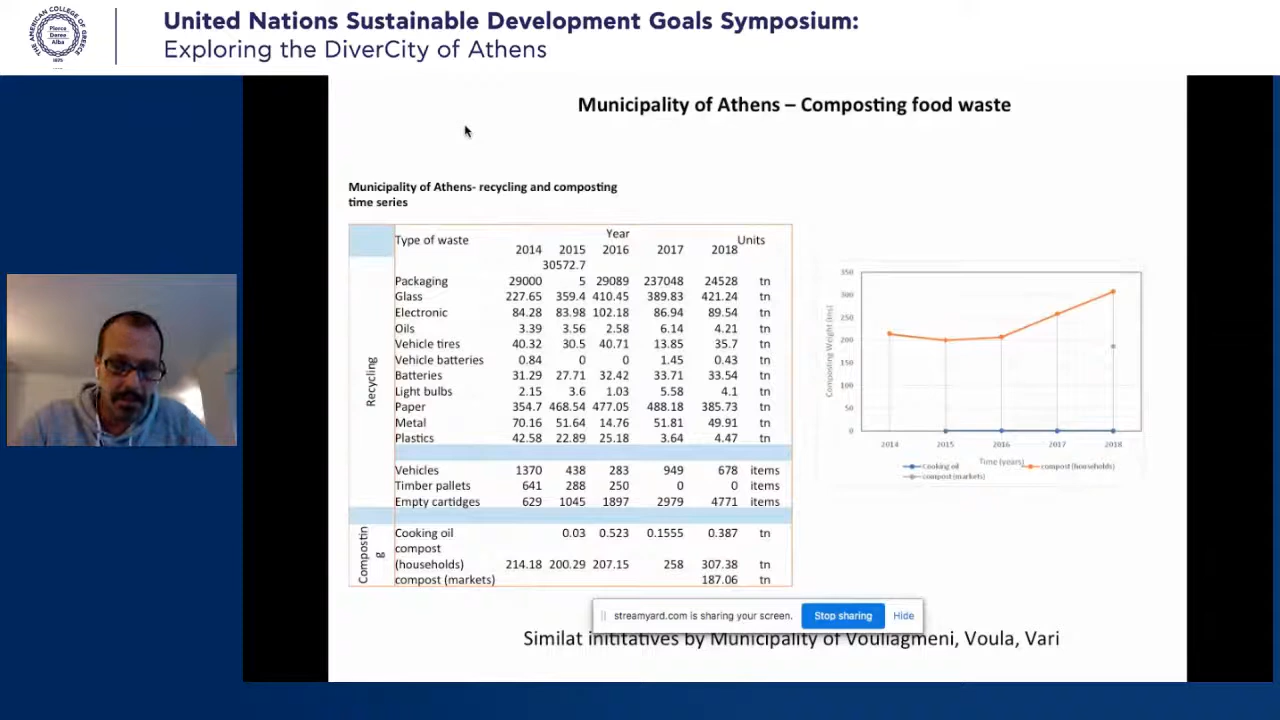 United Nations Sustainable Development Goals Symposium:
Exploring the DiverCity of Athens
THE AMERICAN COLLEGE OF GREECE
Pierce
Deree
Alba
1875
Municipality of Athens – Composting food waste
Municipality of Athens- recycling and composting
time series
Year
Type of waste Units
2014 2015 2016 2017 2018
30572.7
Packaging 29000 5 29089 237048 24528 tn
Glass 227.65 359.4 410.45 389.83 421.24 tn
Electronic 84.28 83.98 102.18 86.94 89.54 tn
Oils 3.39 3.56 2.58 6.14 4.21 tn
Vehicle tires 40.32 30.5 40.71 13.85 35.7 tn
Vehicle batteries 0.84 0 0 1.45 0.43 tn
Batteries 31.29 27.71 32.42 33.71 33.54 tn
Light bulbs 2.15 3.6 1.03 5.58 4.1 tn
Paper 354.7 468.54 477.05 488.18 385.73 tn
Metal 70.16 51.64 14.76 51.81 49.91 tn
Plastics 42.58 22.89 25.18 3.64 4.47 tn
Recycling
Vehicles 1370 438 283 949 678 items
Timber pallets 641 288 250 0 0 items
Empty cartidges 629 1045 1897 2979 4771 items
Compostin
g
Cooking oil 0.03 0.523 0.1555 0.387 tn
compost
(households) 214.18 200.29 207.15 258 307.38 tn
compost (markets) 187.06 tn
Composting Weight (tns)
350
300
250
200
150
100
50
0
2014 2015 2016 2017 2018
Time (years)
Cooking oil compost (households)
compost (markets)
streamyard.com is sharing your screen. Stop sharing Hide
Similat inititatives by Municipality of Vouliagmeni, Voula, Vari